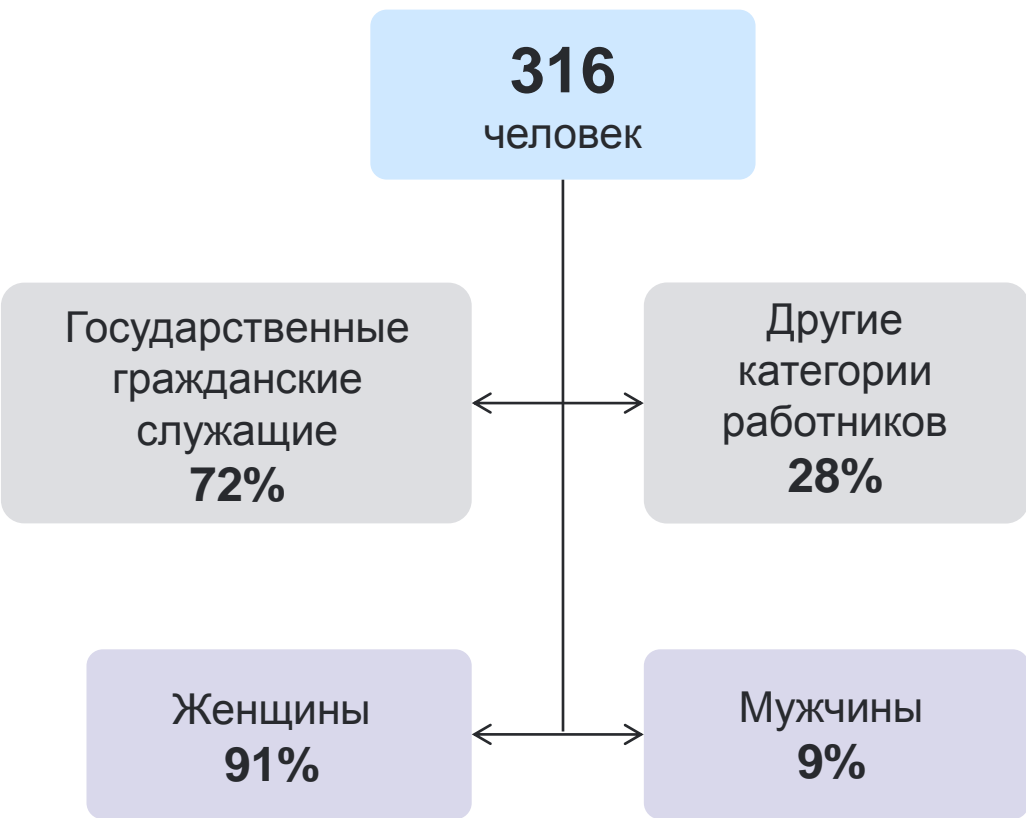 316
человек
Государственные
гражданские
служащие
72%
Другие
категории
работников
28%
Женщины
91%
Мужчины
9%